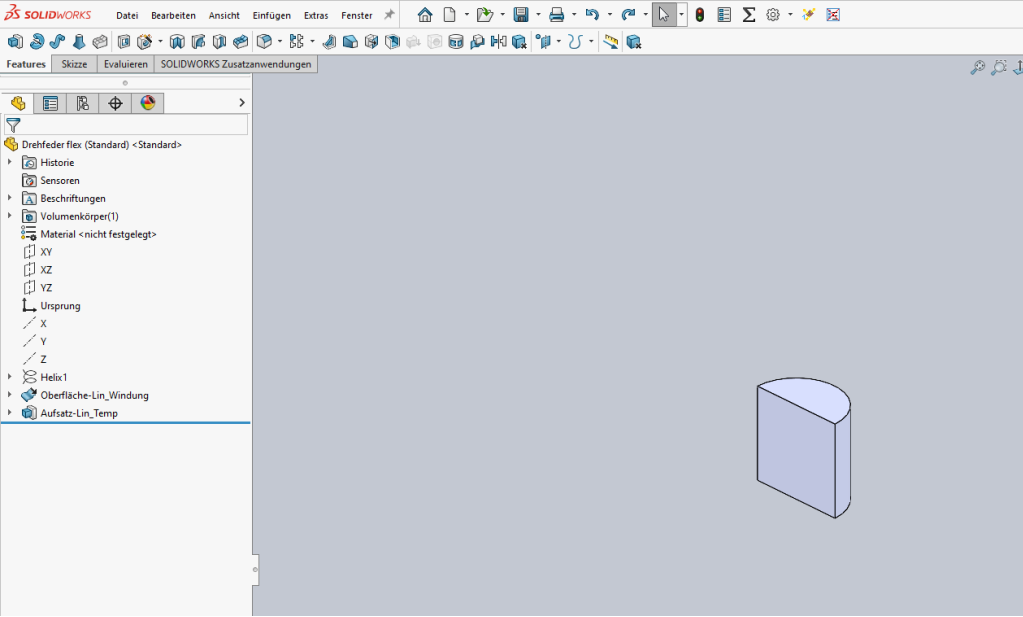 SOLIDWORKS Datei Bearbeiten Ansicht Einfügen Extras Fenster
Features Skizze Evaluieren SOLIDWORKS Zusatzanwendungen
Drehfeder flex (Standard) <Standard>
Historie
Sensoren
Beschriftungen
Volumenkörper(1)
Material <nicht festgelegt>
XY
XZ
YZ
Ursprung
X
Y
Z
Helix1
Oberfläche-Lin_Windung
Aufsatz-Lin_Temp